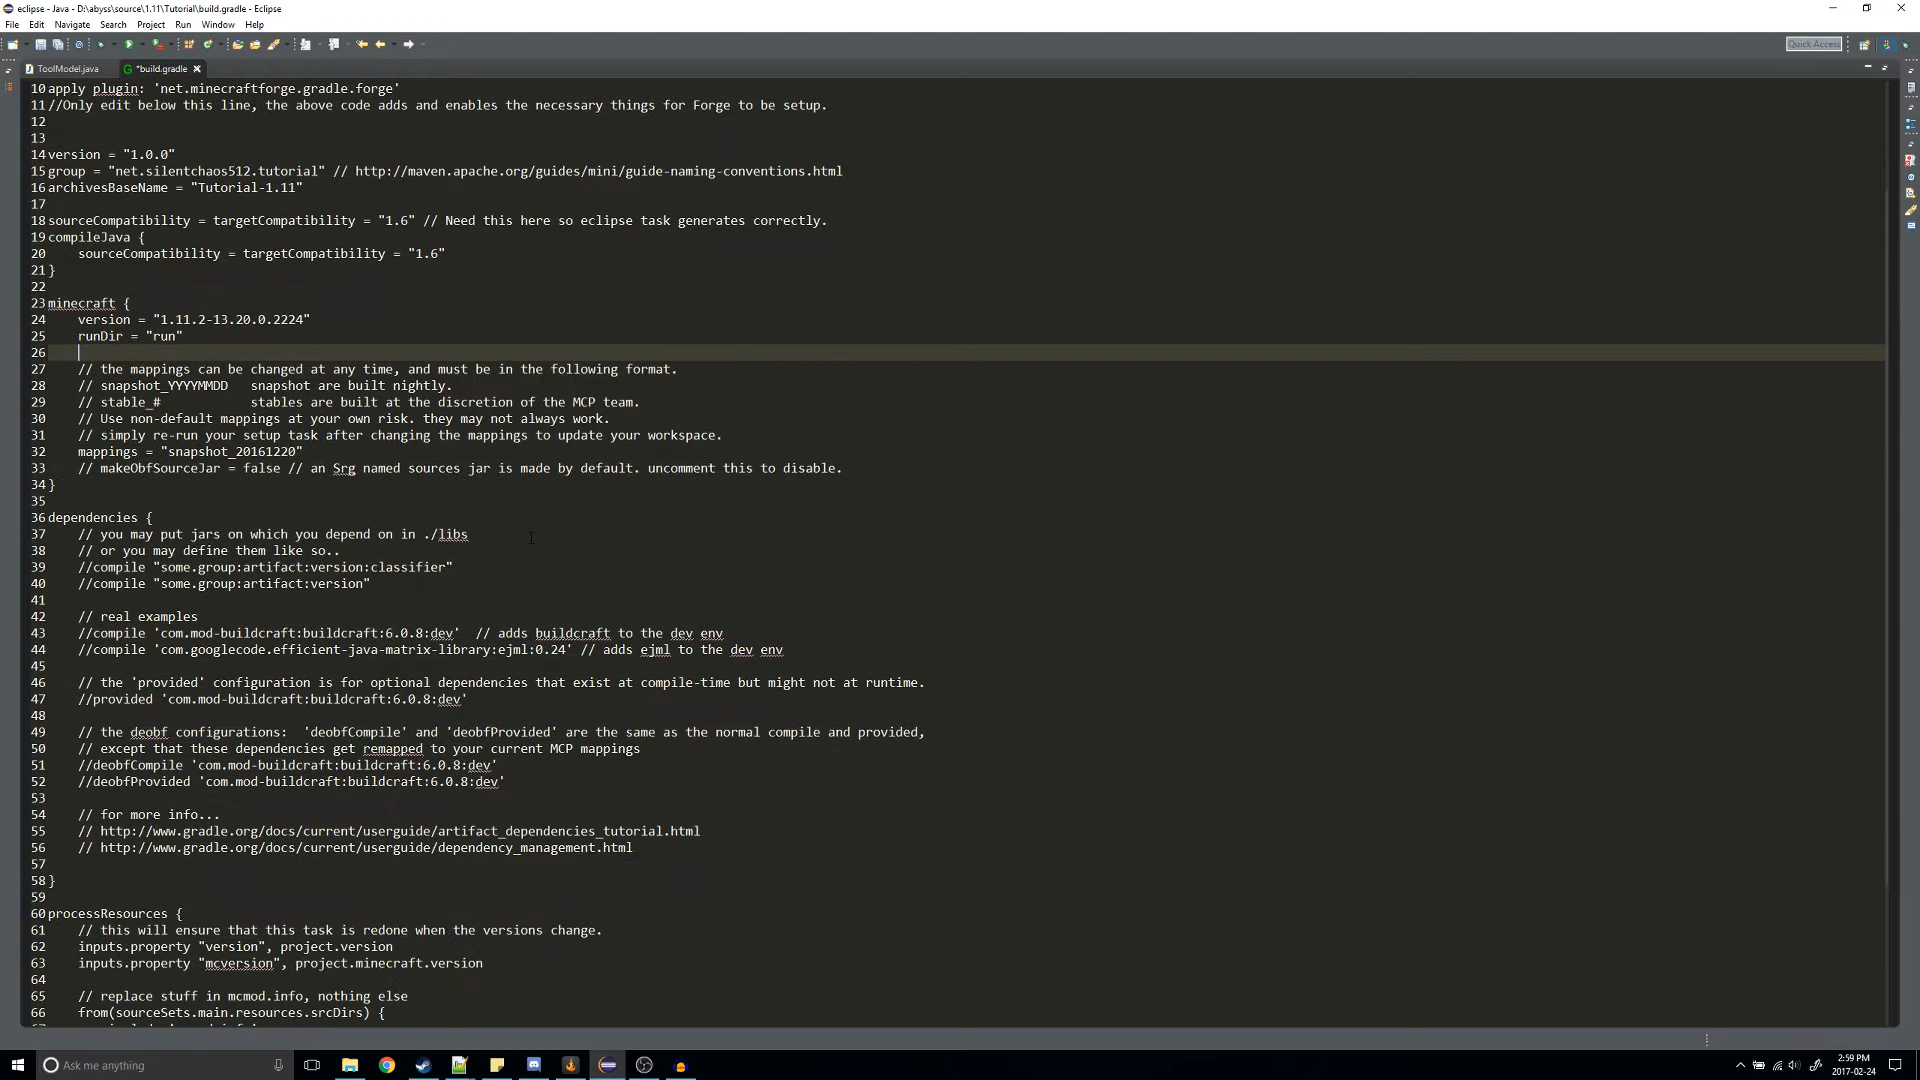 eclipse - Java - D:\abyss\source\1.11\Tutorial\build.gradle - Eclipse
File Edit Navigate Search Project Run Window Help
Quick Access
ToolModel.java *build.gradle
10 apply plugin: 'net.minecraftforge.gradle.forge'
11 //Only edit below this line, the above code adds and enables the necessary things for Forge to be setup.
12
13
14 version = "1.0.0"
15 group = "net.silentchaos512.tutorial" // http://maven.apache.org/guides/mini/guide-naming-conventions.html
16 archivesBaseName = "Tutorial-1.11"
17
18 sourceCompatibility = targetCompatibility = "1.6" // Need this here so eclipse task generates correctly.
19 compileJava {
20     sourceCompatibility = targetCompatibility = "1.6"
21 }
22
23 minecraft {
24     version = "1.11.2-13.20.0.2224"
25     runDir = "run"
26
27     // the mappings can be changed at any time, and must be in the following format.
28     // snapshot_YYYYMMDD   snapshot are built nightly.
29     // stable_#            stables are built at the discretion of the MCP team.
30     // Use non-default mappings at your own risk. they may not always work.
31     // simply re-run your setup task after changing the mappings to update your workspace.
32     mappings = "snapshot_20161220"
33     // makeObfSourceJar = false // an Srg named sources jar is made by default. uncomment this to disable.
34 }
35
36 dependencies {
37     // you may put jars on which you depend on in ./libs
38     // or you may define them like so..
39     //compile "some.group:artifact:version:classifier"
40     //compile "some.group:artifact:version"
41
42     // real examples
43     //compile 'com.mod-buildcraft:buildcraft:6.0.8:dev'  // adds buildcraft to the dev env
44     //compile 'com.googlecode.efficient-java-matrix-library:ejml:0.24' // adds ejml to the dev env
45
46     // the 'provided' configuration is for optional dependencies that exist at compile-time but might not at runtime.
47     //provided 'com.mod-buildcraft:buildcraft:6.0.8:dev'
48
49     // the deobf configurations:  'deobfCompile' and 'deobfProvided' are the same as the normal compile and provided,
50     // except that these dependencies get remapped to your current MCP mappings
51     //deobfCompile 'com.mod-buildcraft:buildcraft:6.0.8:dev'
52     //deobfProvided 'com.mod-buildcraft:buildcraft:6.0.8:dev'
53
54     // for more info...
55     // http://www.gradle.org/docs/current/userguide/artifact_dependencies_tutorial.html
56     // http://www.gradle.org/docs/current/userguide/dependency_management.html
57
58 }
59
60 processResources {
61     // this will ensure that this task is redone when the versions change.
62     inputs.property "version", project.version
63     inputs.property "mcversion", project.minecraft.version
64
65     // replace stuff in mcmod.info, nothing else
66     from(sourceSets.main.resources.srcDirs) {
Ask me anything
2:59 PM
2017-02-24